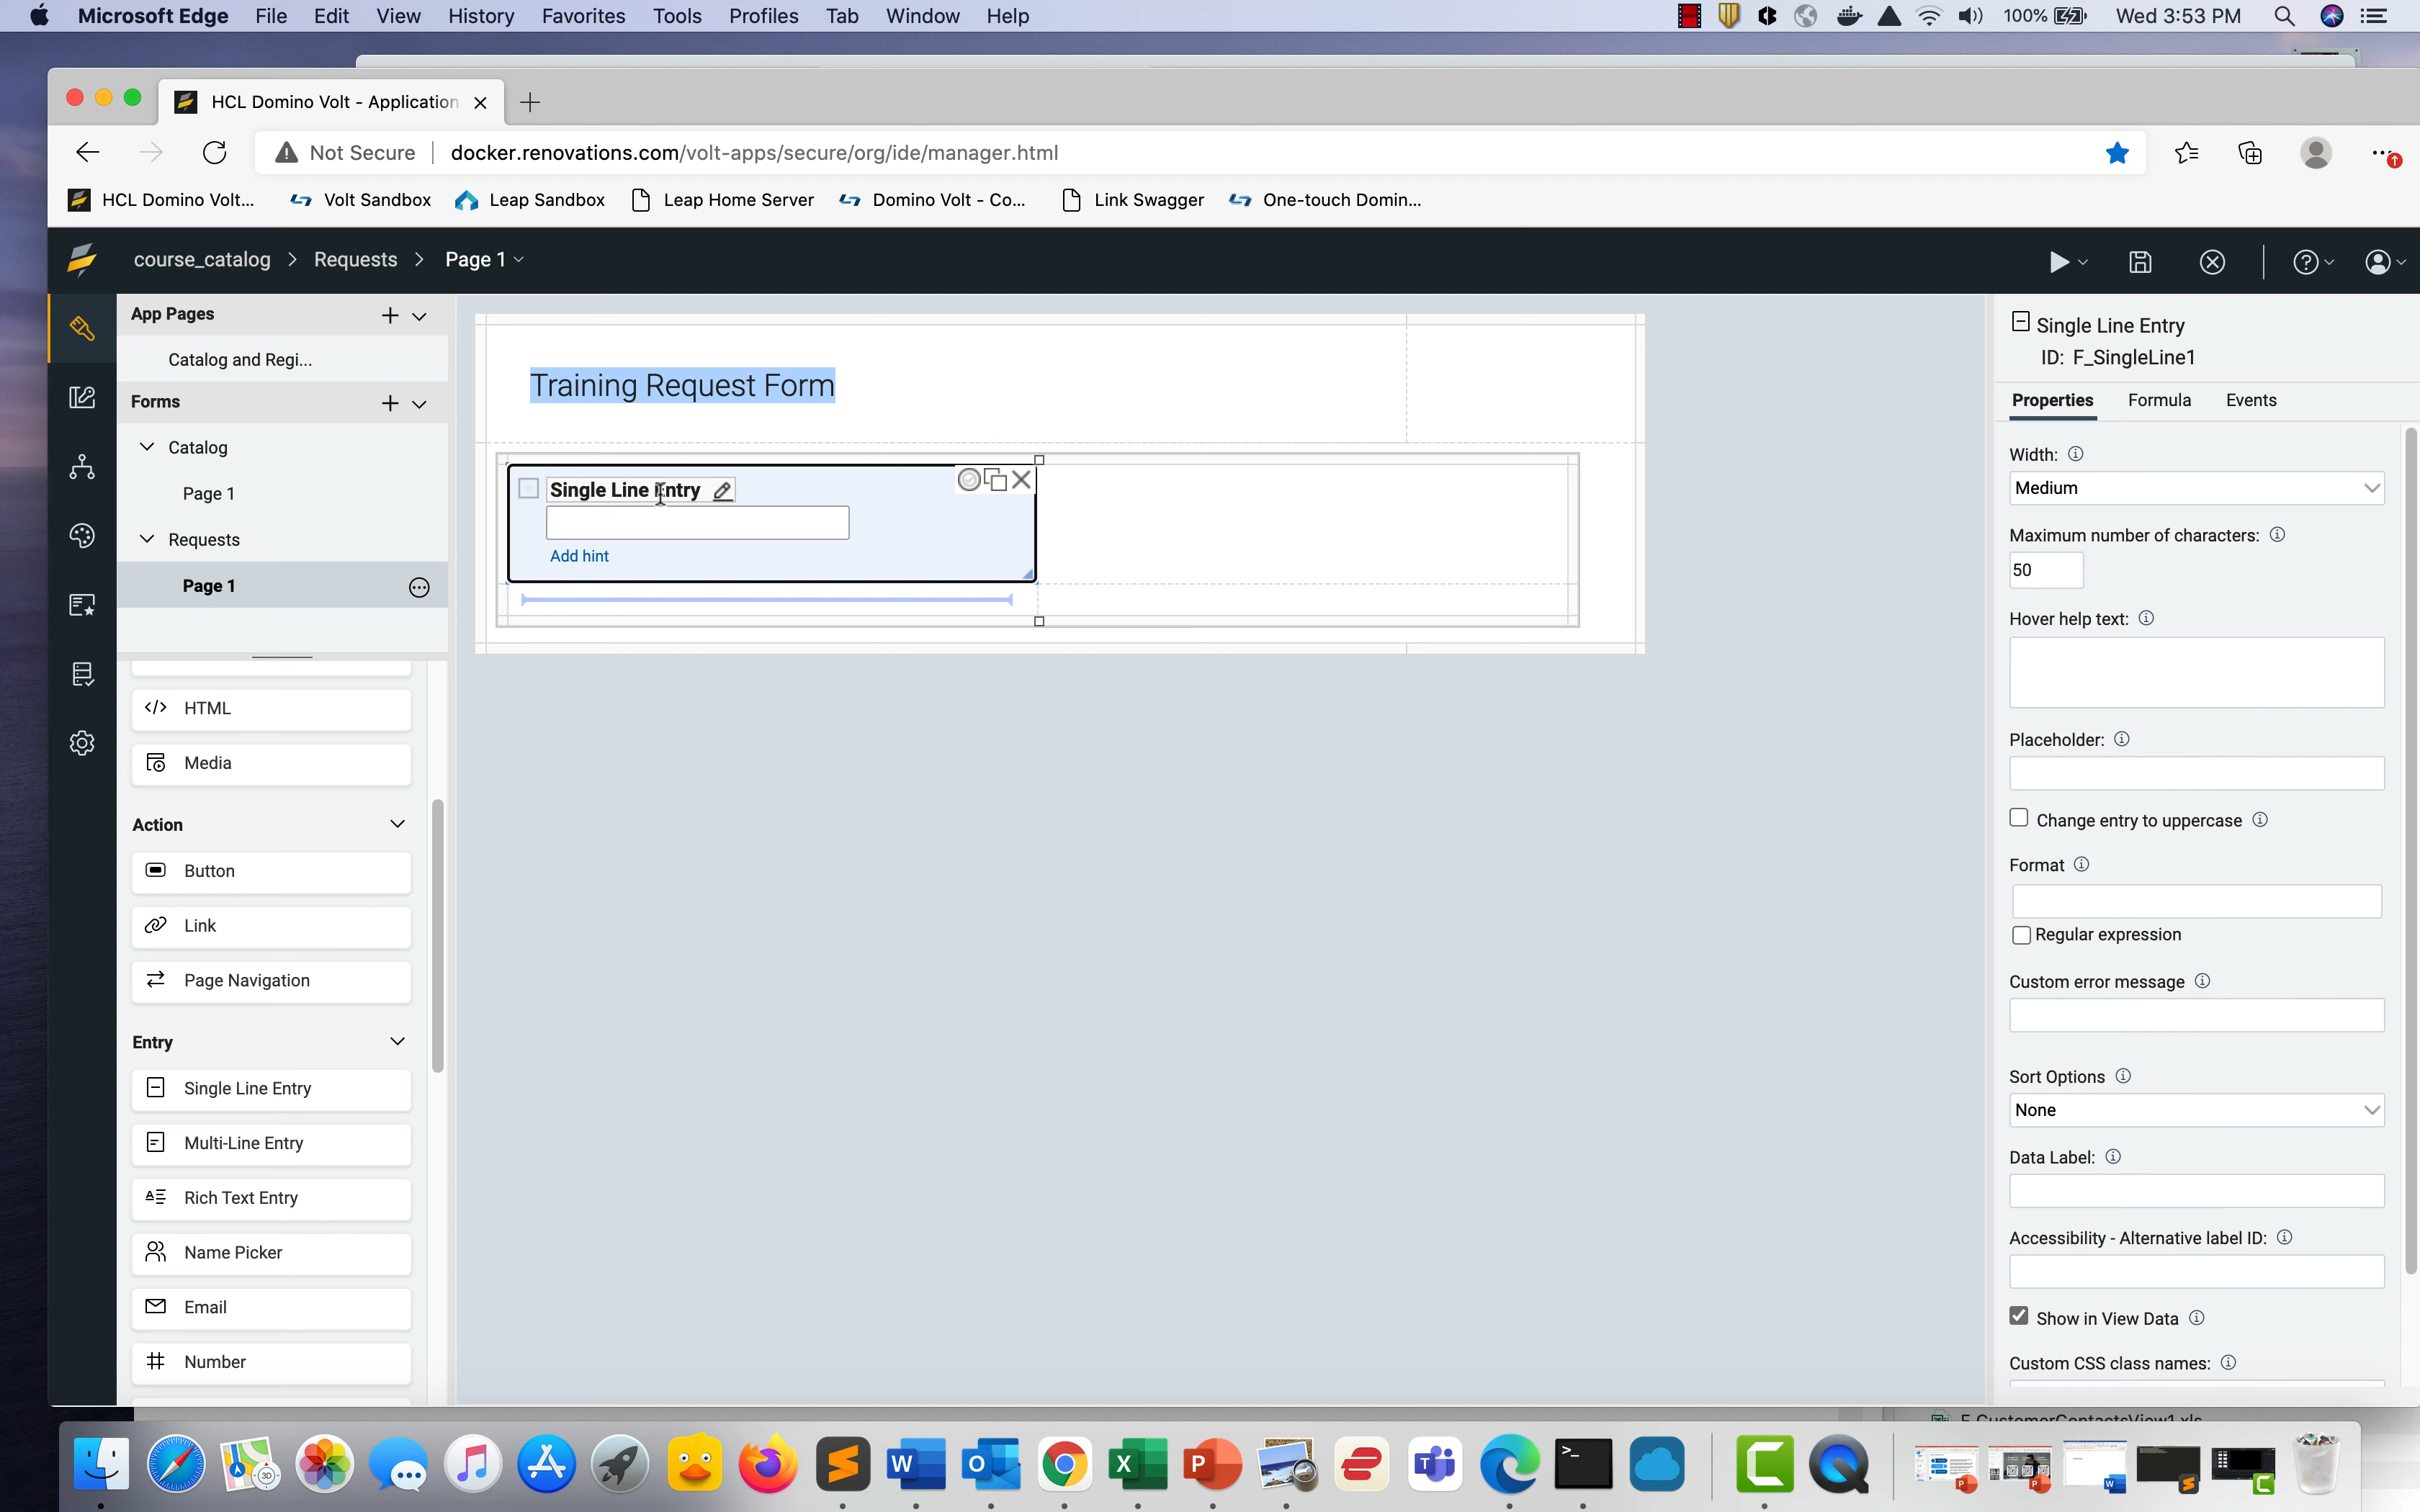 Microsoft Edge File Edit View History Favorites Tools Profiles Tab Window Help 100% Wed 3:53 PM
HCL Domino Volt - Application
Not Secure docker.renovations.com/volt-apps/secure/org/ide/manager.html
HCL Domino Volt... Volt Sandbox Leap Sandbox Leap Home Server Domino Volt - Co... Link Swagger One-touch Domin...
course_catalog > Requests > Page 1
App Pages
Catalog and Regi...
Forms
Catalog
Page 1
Requests
Page 1
HTML
Media
Action
Button
Link
Page Navigation
Entry
Single Line Entry
Multi-Line Entry
Rich Text Entry
Name Picker
Email
Number
Training Request Form
Single Line Entry
Add hint
Single Line Entry
ID: F_SingleLine1
Properties Formula Events
Width:
Medium
Maximum number of characters:
50
Hover help text:
Placeholder:
Change entry to uppercase
Format
Regular expression
Custom error message
Sort Options
None
Data Label:
Accessibility - Alternative label ID:
Show in View Data
Custom CSS class names: